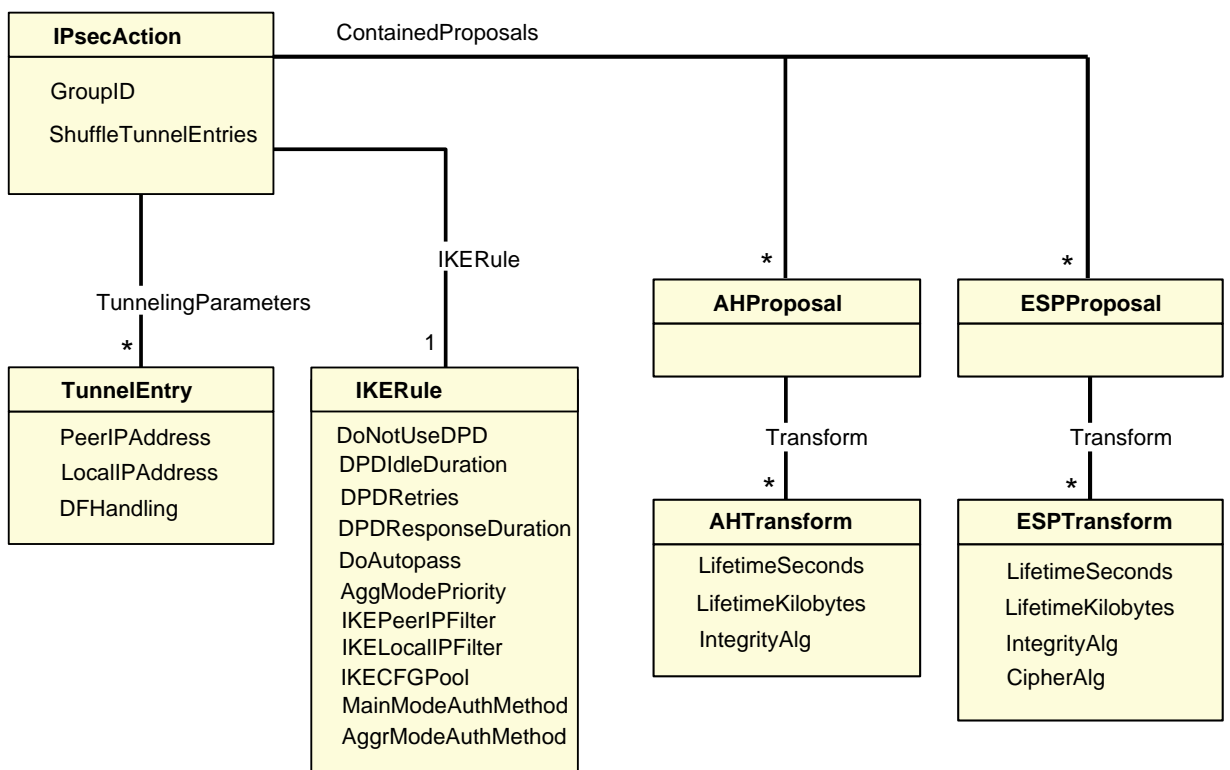 IPsecAction
GroupID
ShuffleTunnelEntries
ContainedProposals
TunnelingParameters
*
IKERule
1
*
*
TunnelEntry
PeerIPAddress
LocalIPAddress
DFHandling
IKERule
DoNotUseDPD
DPDIdleDuration
DPDRetries
DPDResponseDuration
DoAutopass
AggModePriority
IKEPeerIPFilter
IKELocalIPFilter
IKECFGPool
MainModeAuthMethod
AggrModeAuthMethod
AHProposal
Transform
*
AHTransform
LifetimeSeconds
LifetimeKilobytes
IntegrityAlg
ESPProposal
Transform
*
ESPTransform
LifetimeSeconds
LifetimeKilobytes
IntegrityAlg
CipherAlg